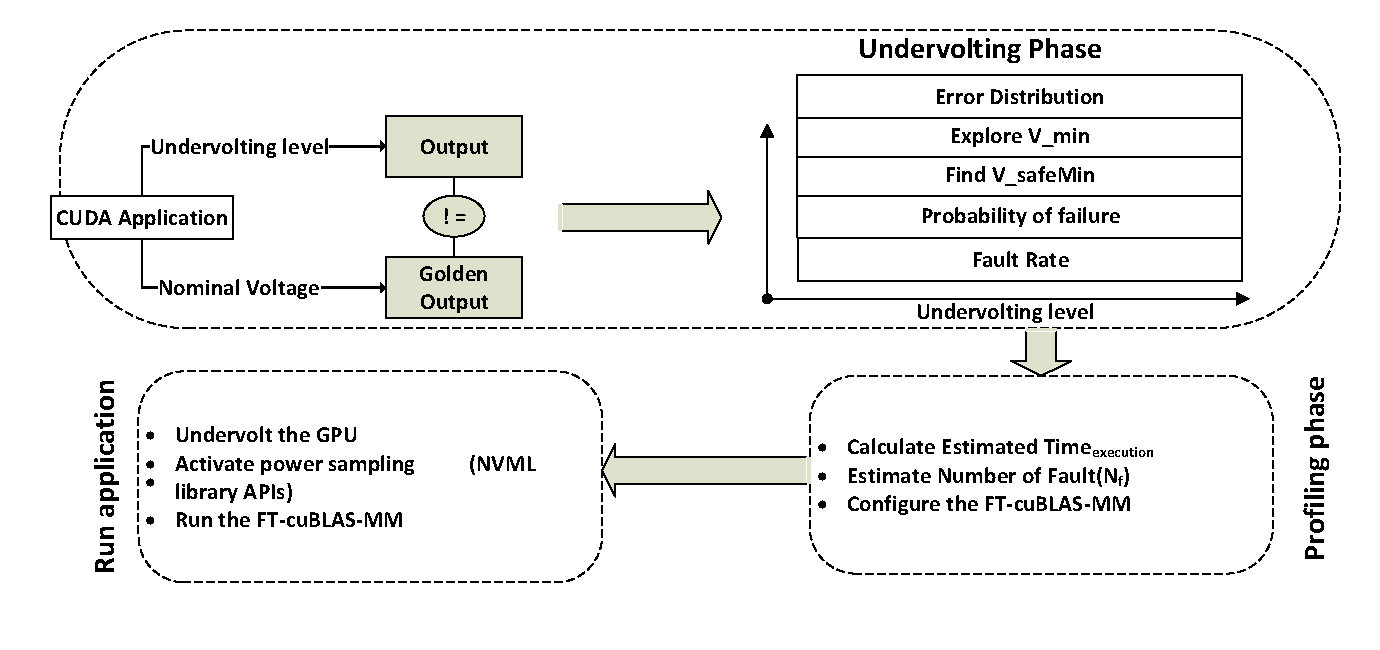 Undervolting Phase
Undervolting level
Output
CUDA Application
! =
Nominal Voltage
Golden
Output
Error Distribution
Explore V_min
Find V_safeMin
Probability of failure
Fault Rate
Undervolting level
Run application
• Undervolt the GPU
• Activate power sampling (NVML
• library APIs)
• Run the FT-cuBLAS-MM
• Calculate Estimated Timeexecution
• Estimate Number of Fault(Nf)
• Configure the FT-cuBLAS-MM
Profiling phase